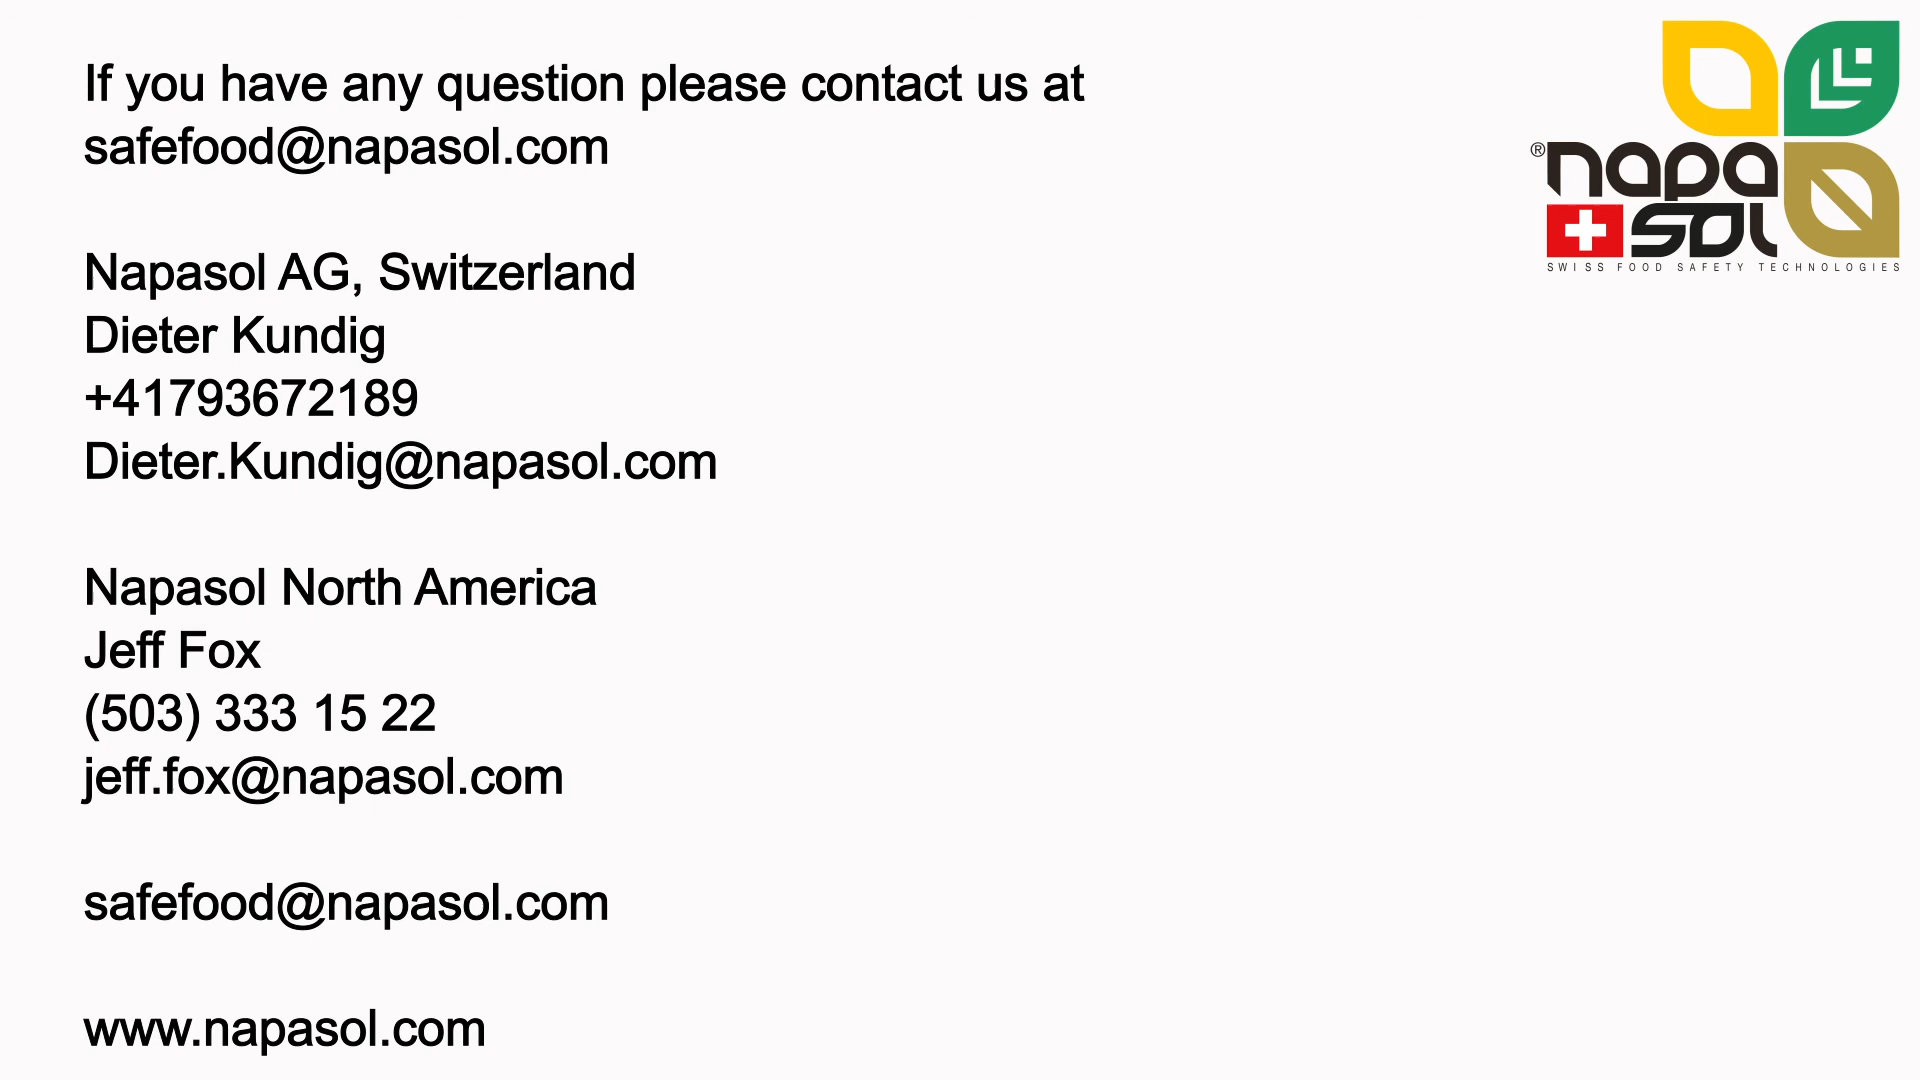 If you have any question please contact us at
safefood@napasol.com
Napasol AG, Switzerland
Dieter Kundig
+41793672189
Dieter.Kundig@napasol.com
Napasol North America
Jeff Fox
(503) 333 15 22
jeff.fox@napasol.com
safefood@napasol.com
www.napasol.com
® napa
sol
SWISS FOOD SAFETY TECHNOLOGIES